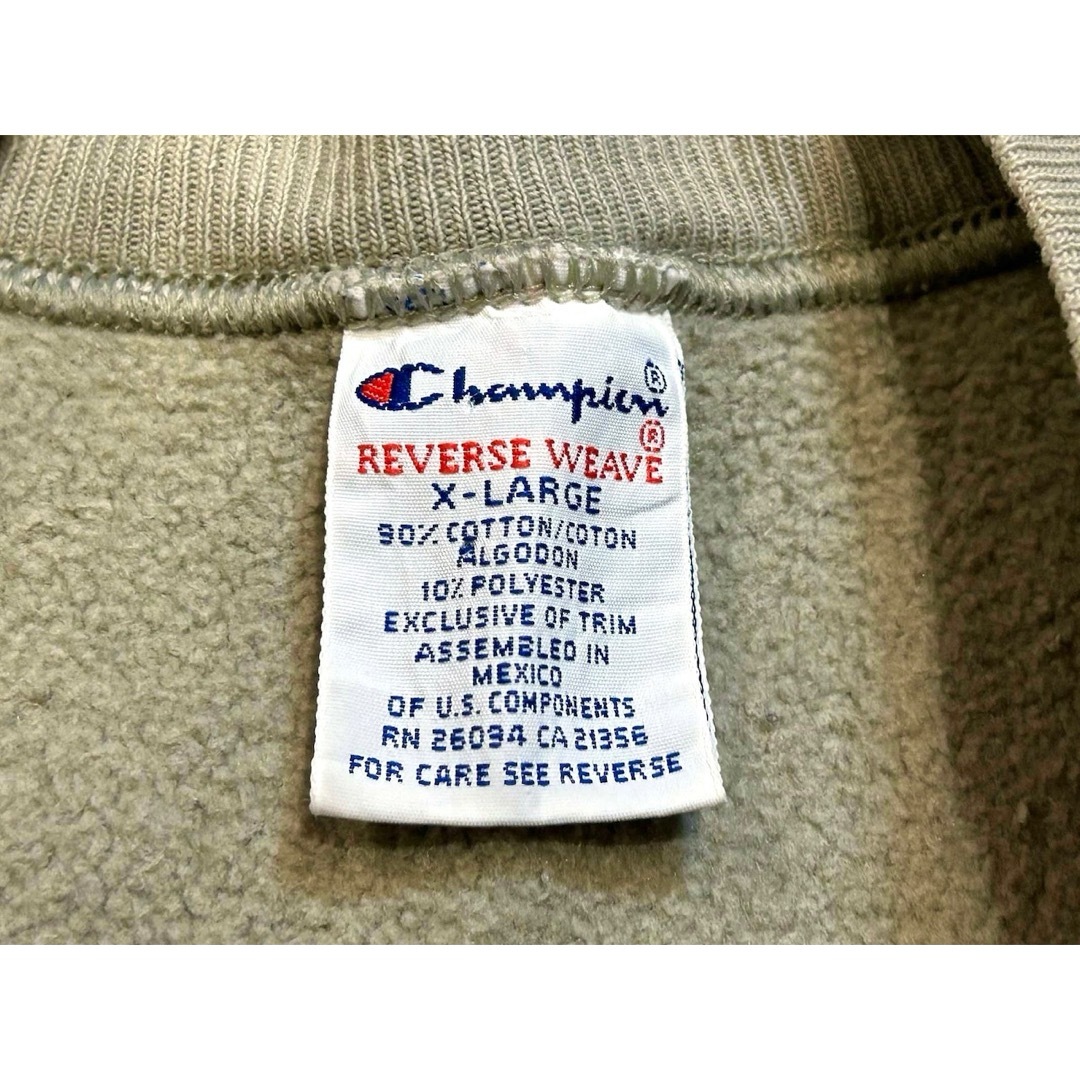 Champion®
REVERSE WEAVE®
X-LARGE
90% COTTON/COTON
ALGODON
10% POLYESTER
EXCLUSIVE OF TRIM
ASSEMBLED IN
MEXICO
OF U.S. COMPONENTS
RN 26094 CA 21356
FOR CARE SEE REVERSE